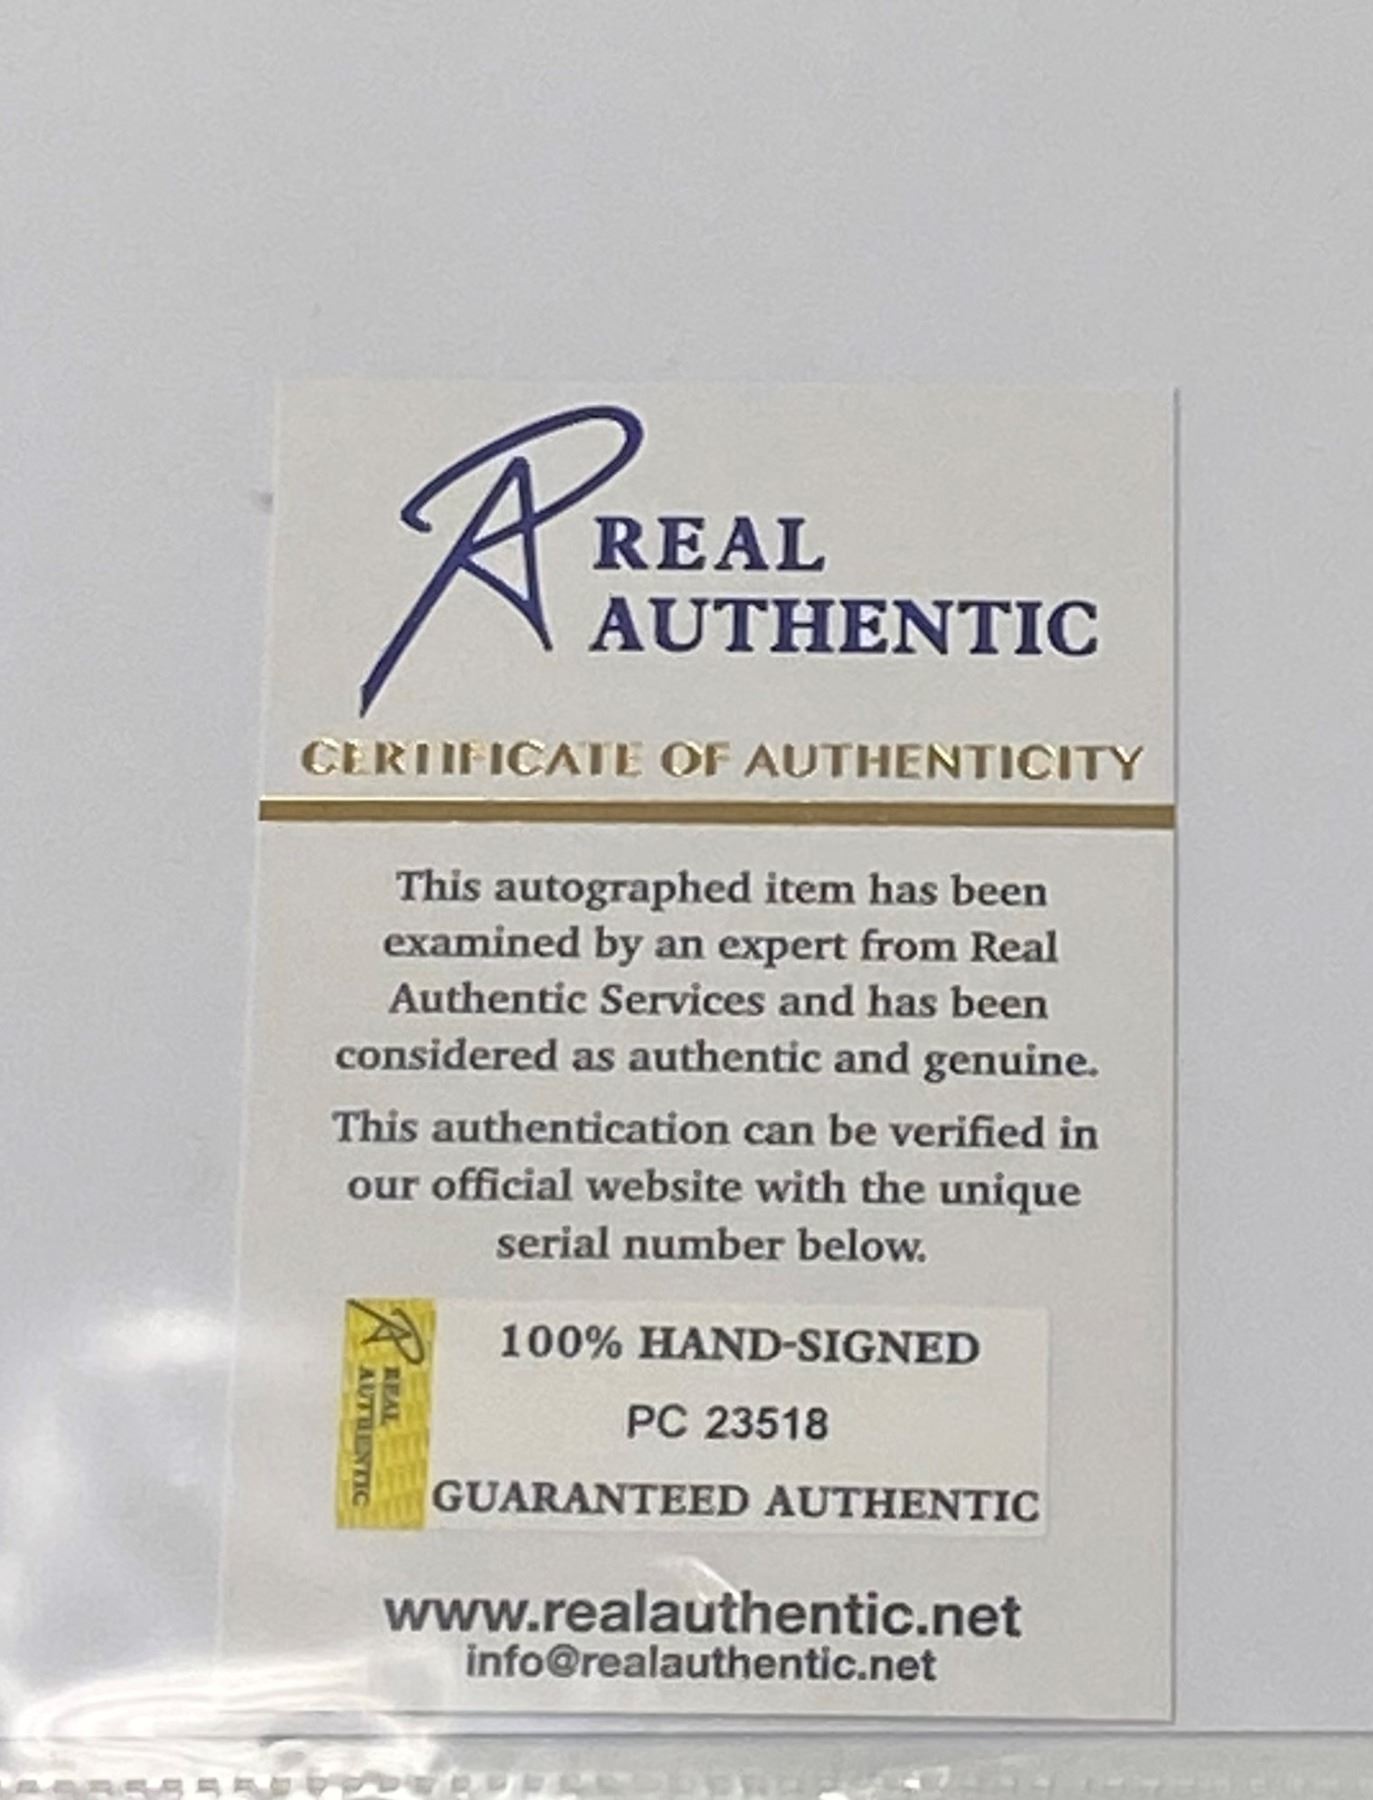 REAL
AUTHENTIC
CERTIFICATE OF AUTHENTICITY
This autographed item has been
examined by an expert from Real
Authentic Services and has been
considered as authentic and genuine.
This authentication can be verified in
our official website with the unique
serial number below.
REAL
AUTHENTIC
100% HAND-SIGNED
PC 23518
GUARANTEED AUTHENTIC
www.realauthentic.net
info@realauthentic.net